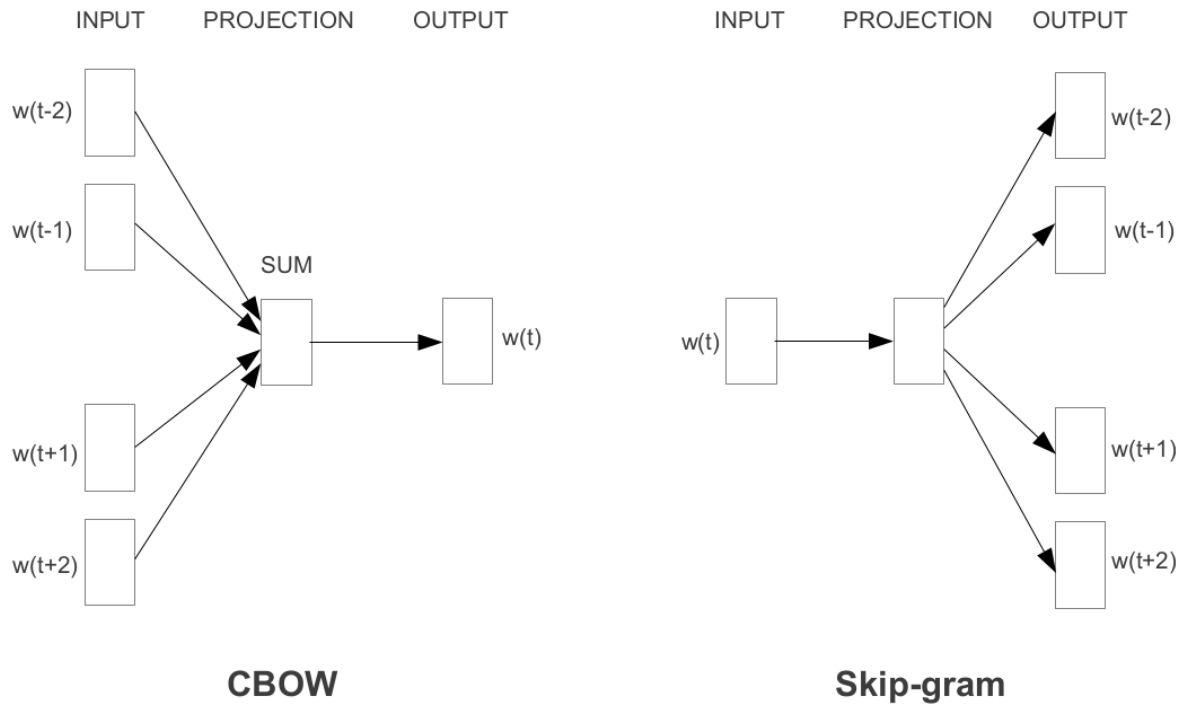 INPUT PROJECTION OUTPUT
w(t-2)
w(t-1)
SUM
w(t)
w(t+1)
w(t+2)
CBOW
INPUT PROJECTION OUTPUT
w(t-2)
w(t-1)
w(t)
w(t+1)
w(t+2)
Skip-gram